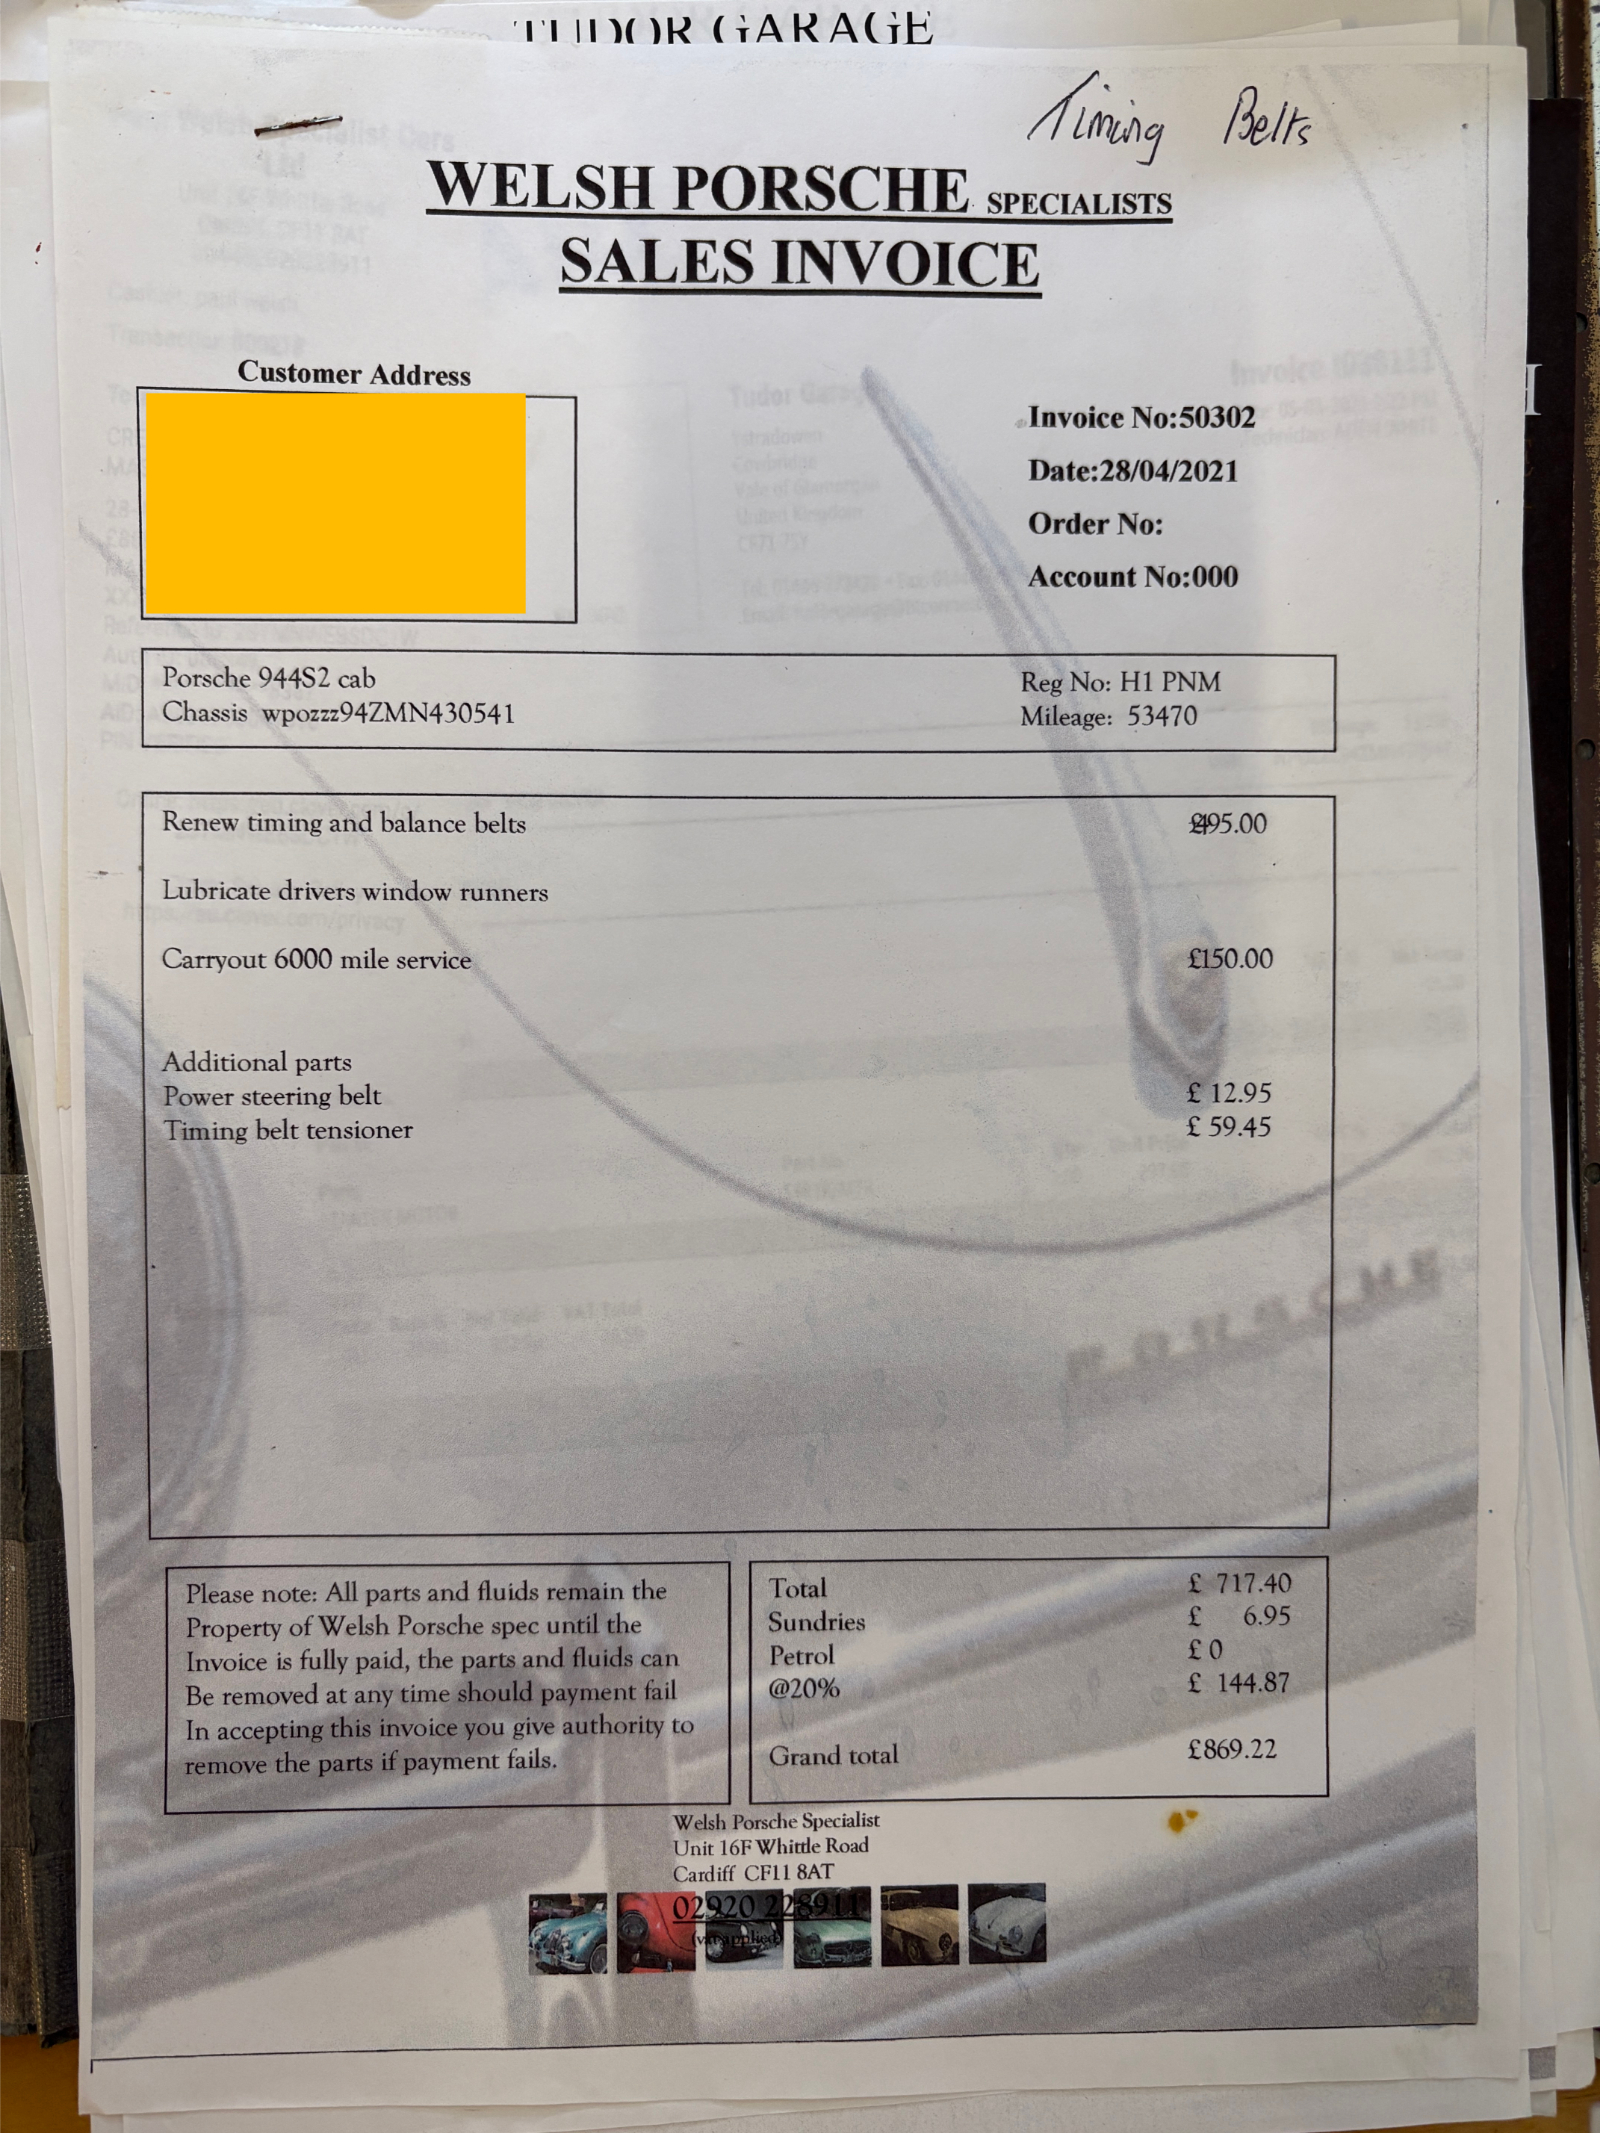 TUDOR GARAGE
Timing Belts
WELSH PORSCHE SPECIALISTS
SALES INVOICE
Customer Address
Invoice No:50302
Date:28/04/2021
Order No:
Account No:000
Porsche 944S2 cab
Reg No: H1 PNM
Chassis wpozzz94ZMN430541
Mileage: 53470
Renew timing and balance belts £495.00
Lubricate drivers window runners
Carryout 6000 mile service £150.00
Additional parts
Power steering belt £ 12.95
Timing belt tensioner £ 59.45
Please note: All parts and fluids remain the
Property of Welsh Porsche spec until the
Invoice is fully paid, the parts and fluids can
Be removed at any time should payment fail
In accepting this invoice you give authority to
remove the parts if payment fails.
Total £ 717.40
Sundries £ 6.95
Petrol £ 0
@20% £ 144.87
Grand total £869.22
Welsh Porsche Specialist
Unit 16F Whittle Road
Cardiff CF11 8AT
02920 228911
(vat applied)
PORSCHE